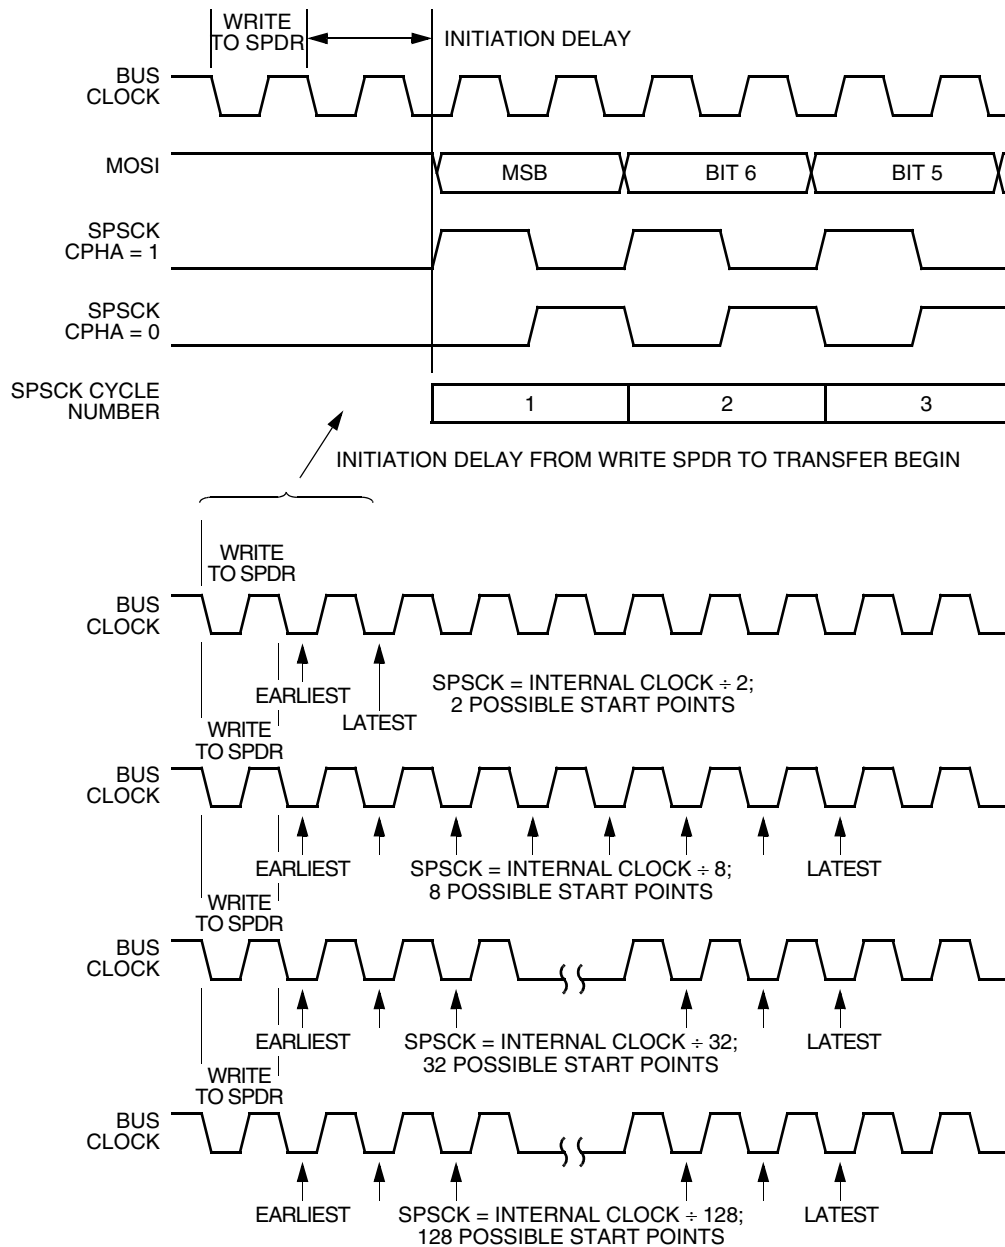 WRITE
TO SPDR
INITIATION DELAY
BUS
CLOCK
MOSI
MSB
BIT 6
BIT 5
SPSCK
CPHA = 1
SPSCK
CPHA = 0
SPSCK CYCLE
NUMBER
1
2
3
INITIATION DELAY FROM WRITE SPDR TO TRANSFER BEGIN
WRITE
TO SPDR
BUS
CLOCK
EARLIEST
LATEST
SPSCK = INTERNAL CLOCK ÷ 2;
2 POSSIBLE START POINTS
WRITE
TO SPDR
BUS
CLOCK
EARLIEST
SPSCK = INTERNAL CLOCK ÷ 8;
8 POSSIBLE START POINTS
LATEST
WRITE
TO SPDR
BUS
CLOCK
EARLIEST
SPSCK = INTERNAL CLOCK ÷ 32;
32 POSSIBLE START POINTS
LATEST
WRITE
TO SPDR
BUS
CLOCK
EARLIEST
SPSCK = INTERNAL CLOCK ÷ 128;
128 POSSIBLE START POINTS
LATEST